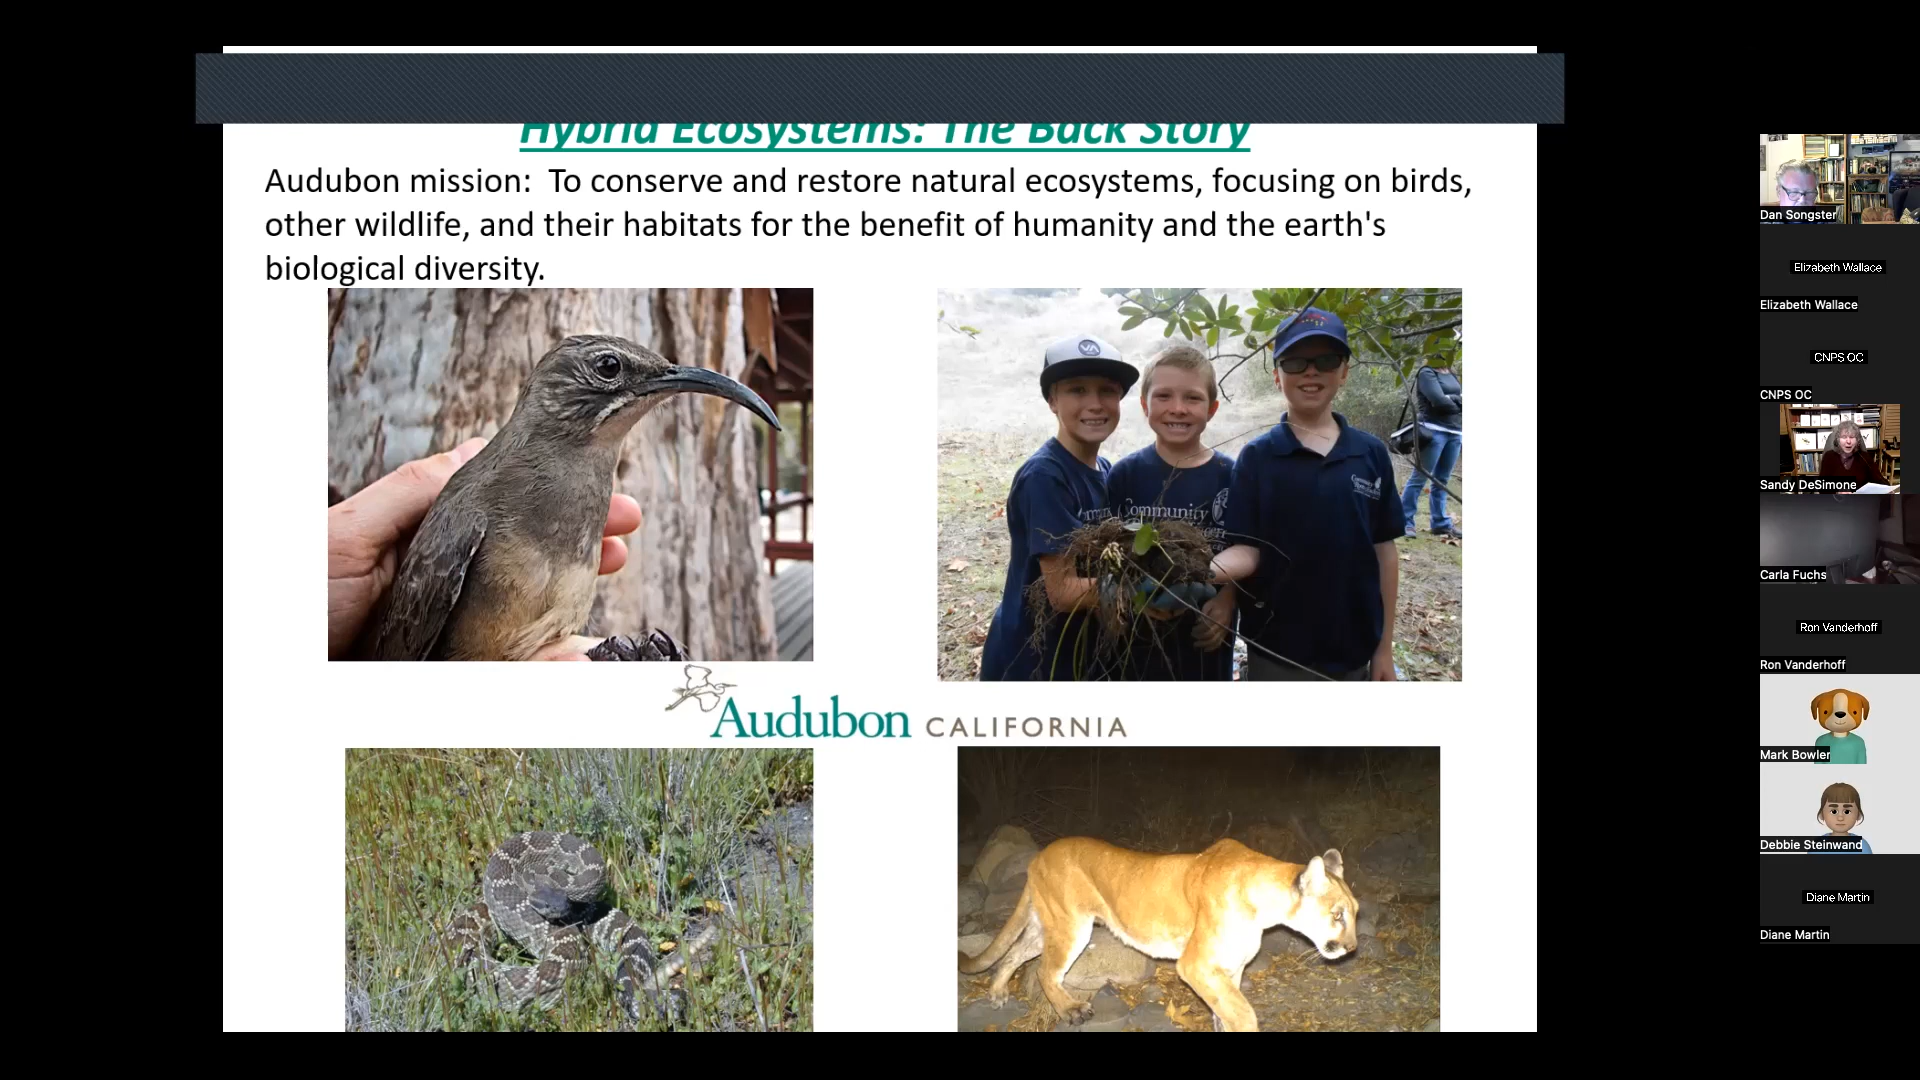 Hybrid Ecosystems: The Back Story
Audubon mission:  To conserve and restore natural ecosystems, focusing on birds,
other wildlife, and their habitats for the benefit of humanity and the earth's
biological diversity.
VA
Community
Audubon CALIFORNIA
Dan Songster
Elizabeth Wallace
Elizabeth Wallace
CNPS OC
CNPS OC
Sandy DeSimone
Carla Fuchs
Ron Vanderhoff
Ron Vanderhoff
Mark Bowler
Debbie Steinwand
Diane Martin
Diane Martin